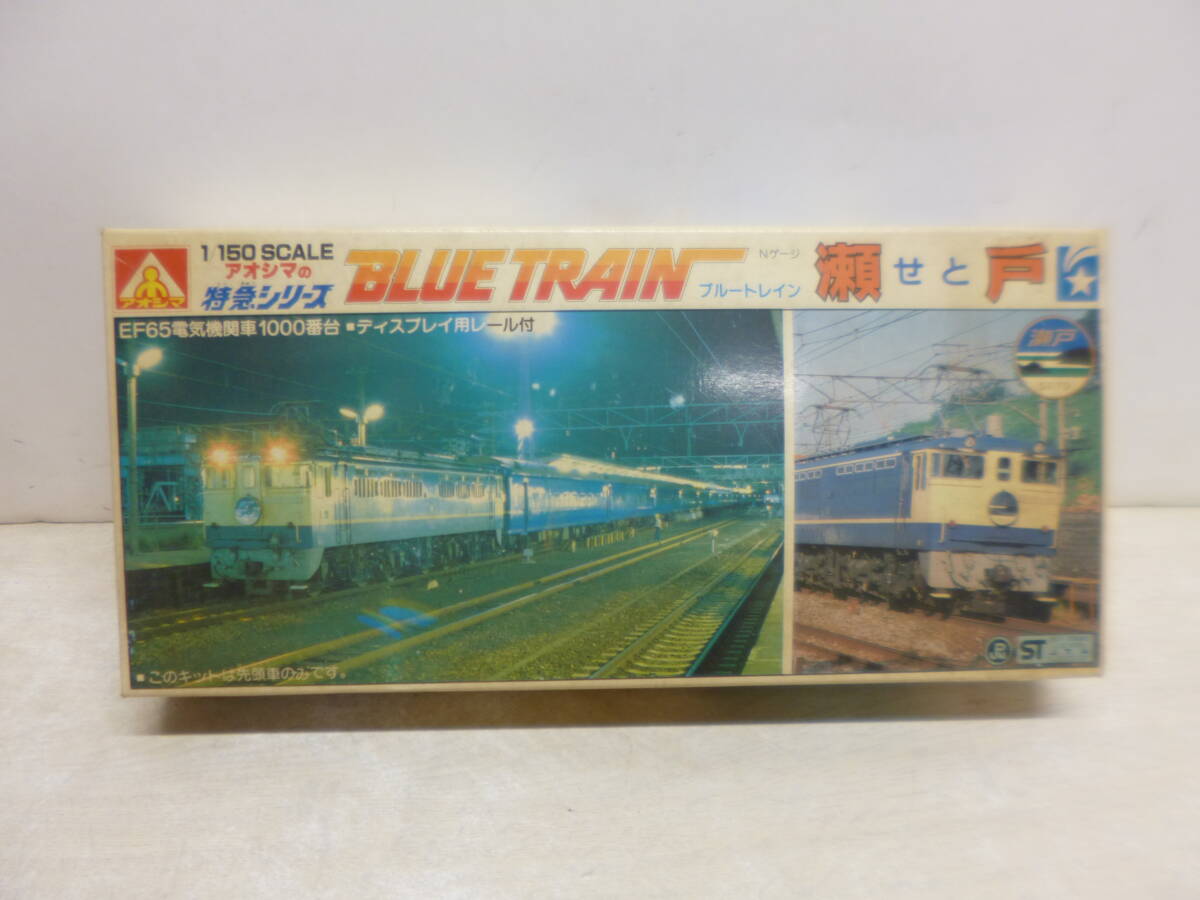 アオシマ
1/150 SCALE
アオシマの
特急シリーズ
BLUE TRAIN
Nゲージ
ブルートレイン
瀬せと戸
EF65電気機関車1000番台 ■ディスプレイ用レール付
瀬戸
■このキットは先頭車のみです。
ST